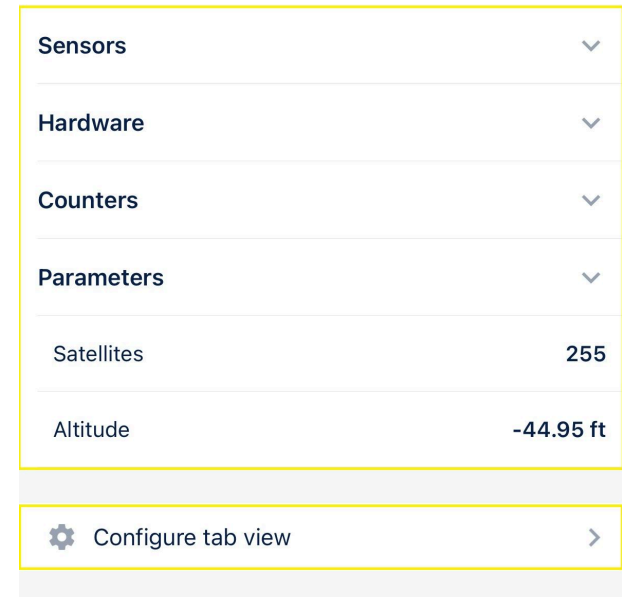 Sensors
Hardware
Counters
Parameters
Satellites 255
Altitude -44.95 ft
Configure tab view